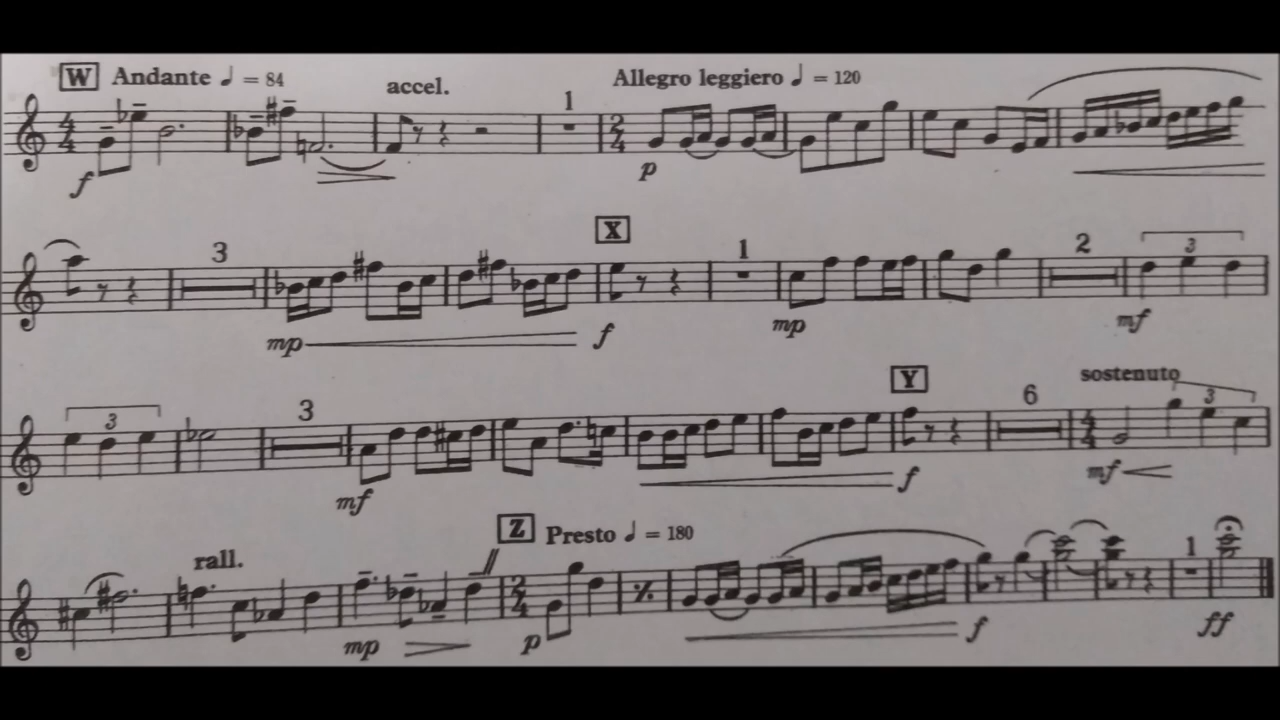 W Andante ♩ = 84 accel. 1 Allegro leggiero ♩ = 120
f p
3 X 1 2 3
mp f mp mf
3 3 Y 6 sostenuto 3
mf f mf
rall. Z Presto ♩ = 180 1
mp p f ff